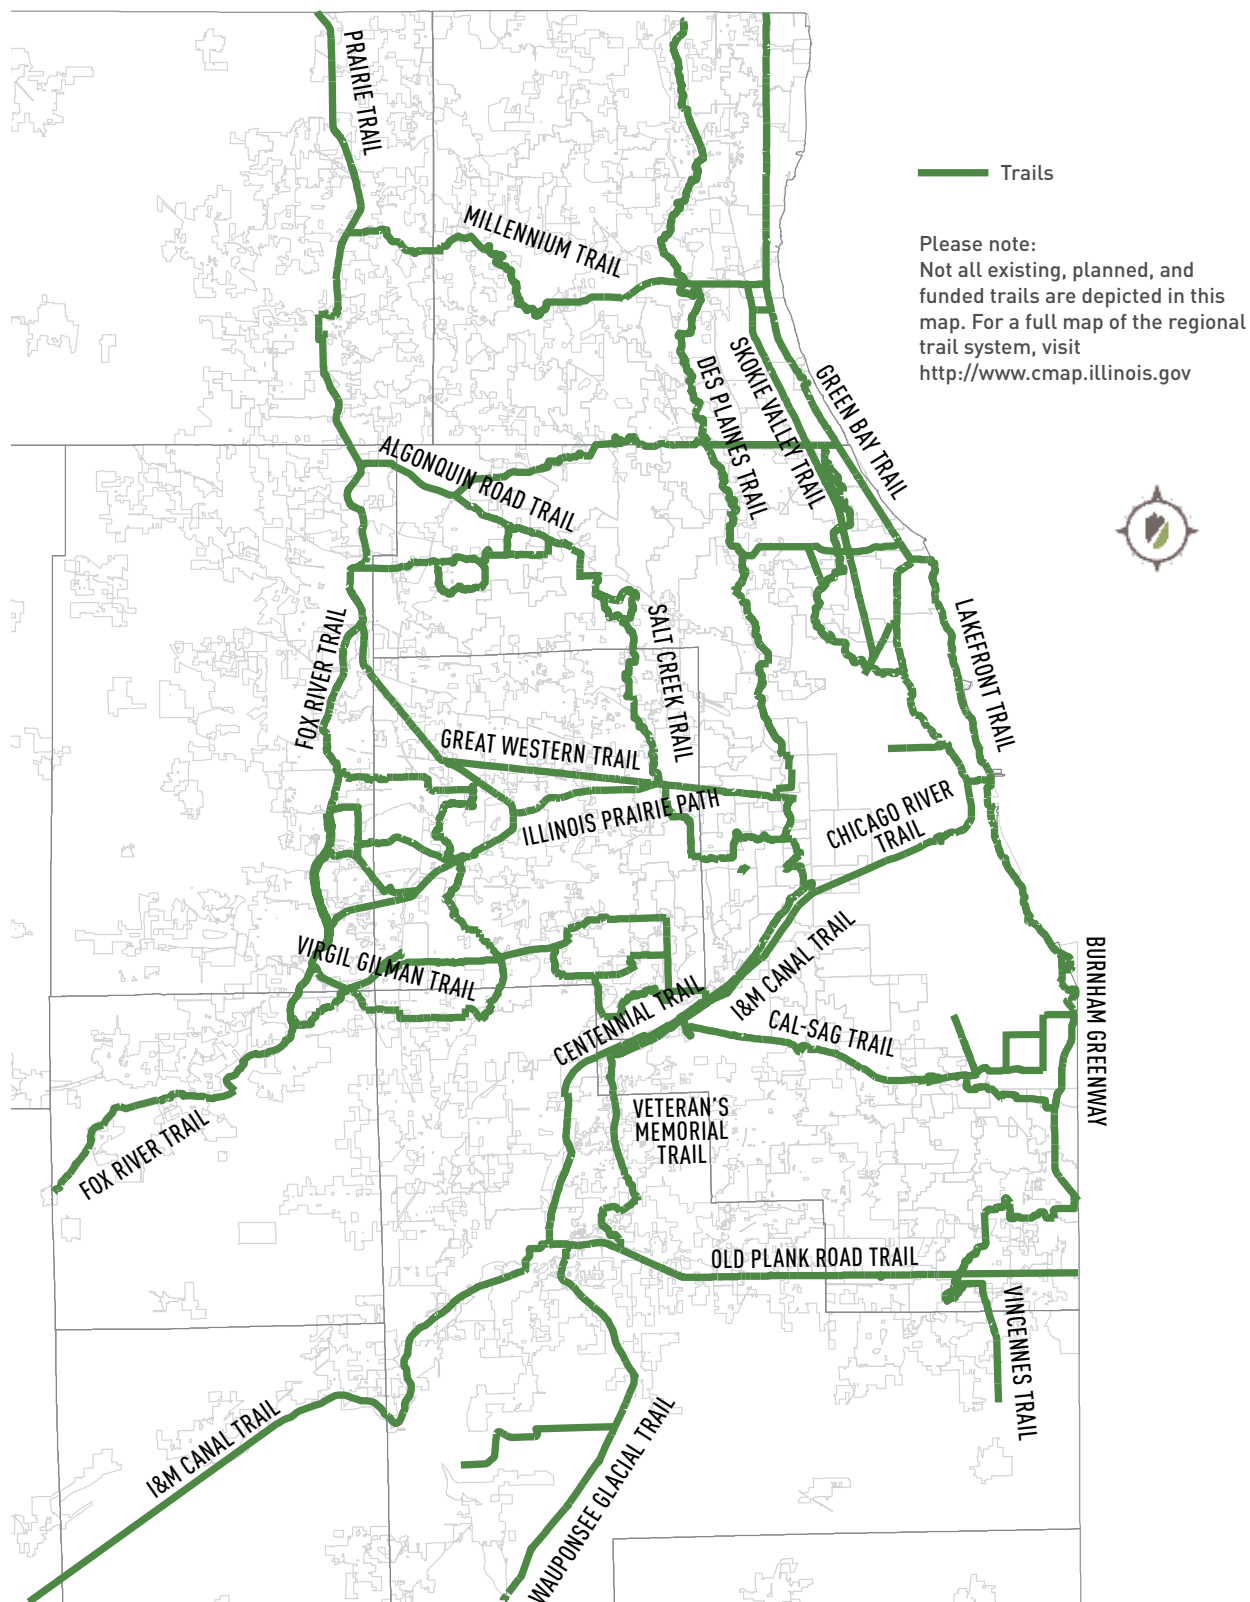 PRAIRIE TRAIL
Trails
MILLENNIUM TRAIL
Please note:
Not all existing, planned, and
funded trails are depicted in this
map. For a full map of the regional
trail system, visit
http://www.cmap.illinois.gov
DES PLAINES TRAIL
SKOKIE VALLEY TRAIL
GREEN BAY TRAIL
ALGONQUIN ROAD TRAIL
FOX RIVER TRAIL
SALT CREEK TRAIL
LAKEFRONT TRAIL
GREAT WESTERN TRAIL
ILLINOIS PRAIRIE PATH
CHICAGO RIVER
TRAIL
VIRGIL GILMAN TRAIL
CENTENNIAL TRAIL
I&M CANAL TRAIL
CAL-SAG TRAIL
BURNHAM GREENWAY
FOX RIVER TRAIL
VETERAN'S
MEMORIAL
TRAIL
OLD PLANK ROAD TRAIL
VINCENNES TRAIL
I&M CANAL TRAIL
WAUPONSEE GLACIAL TRAIL